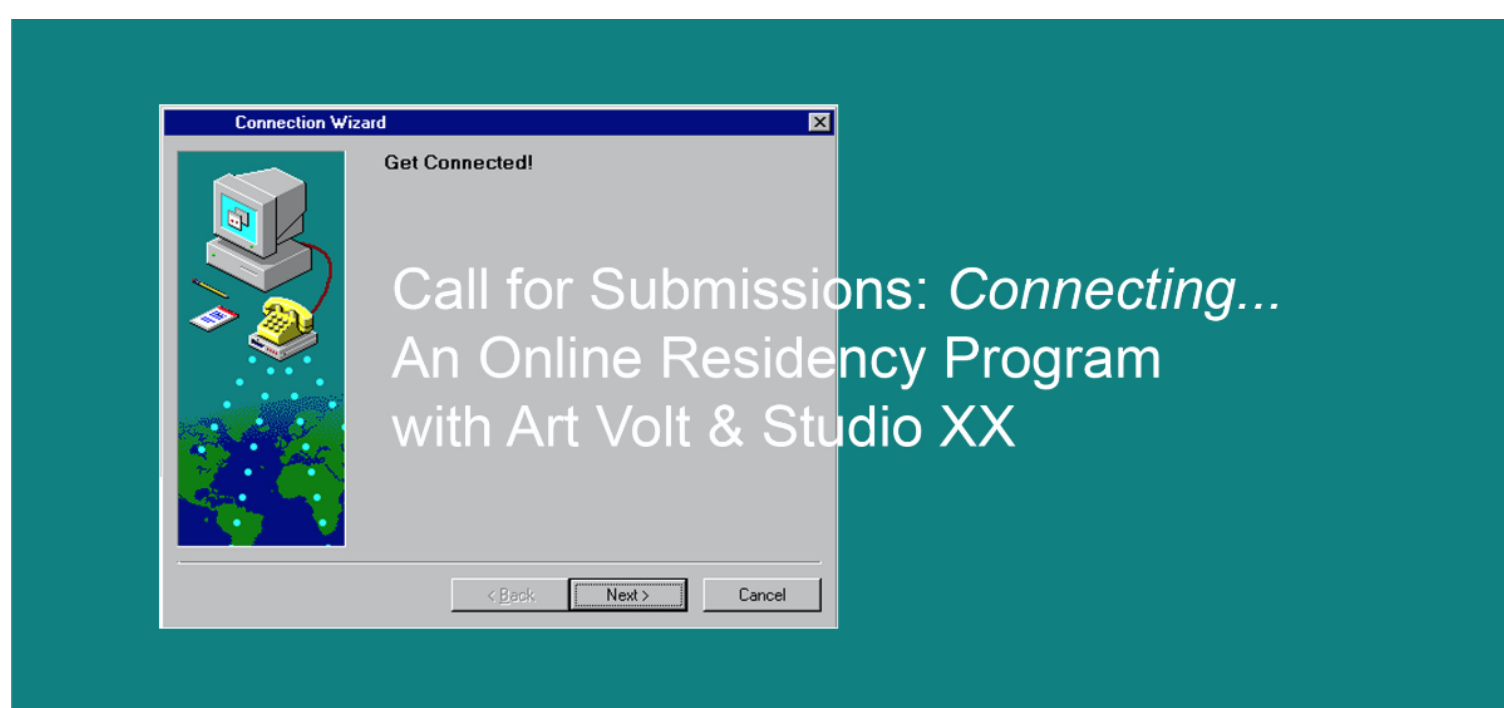 Connection Wizard
Get Connected!
Call for Submissions: Connecting...
An Online Residency Program
with Art Volt & Studio XX
< Back
Next >
Cancel